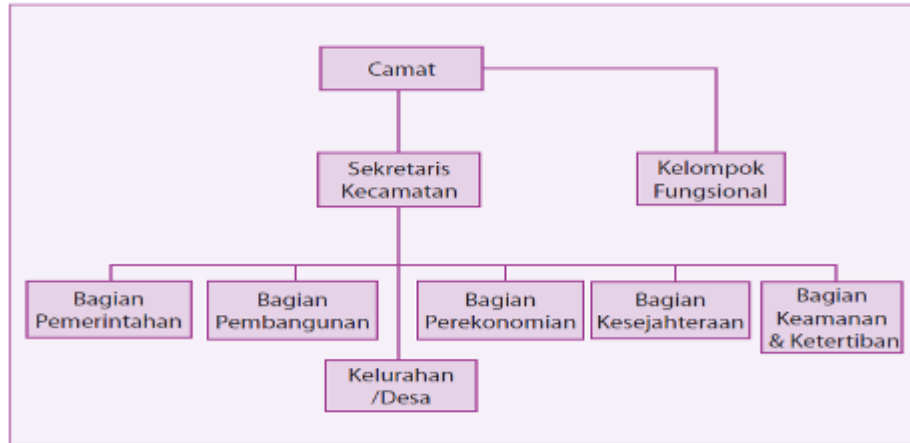 Camat
Sekretaris
Kecamatan
Kelompok
Fungsional
Bagian
Pemerintahan
Bagian
Pembangunan
Bagian
Perekonomian
Bagian
Kesejahteraan
Bagian
Keamanan
& Ketertiban
Kelurahan
/Desa